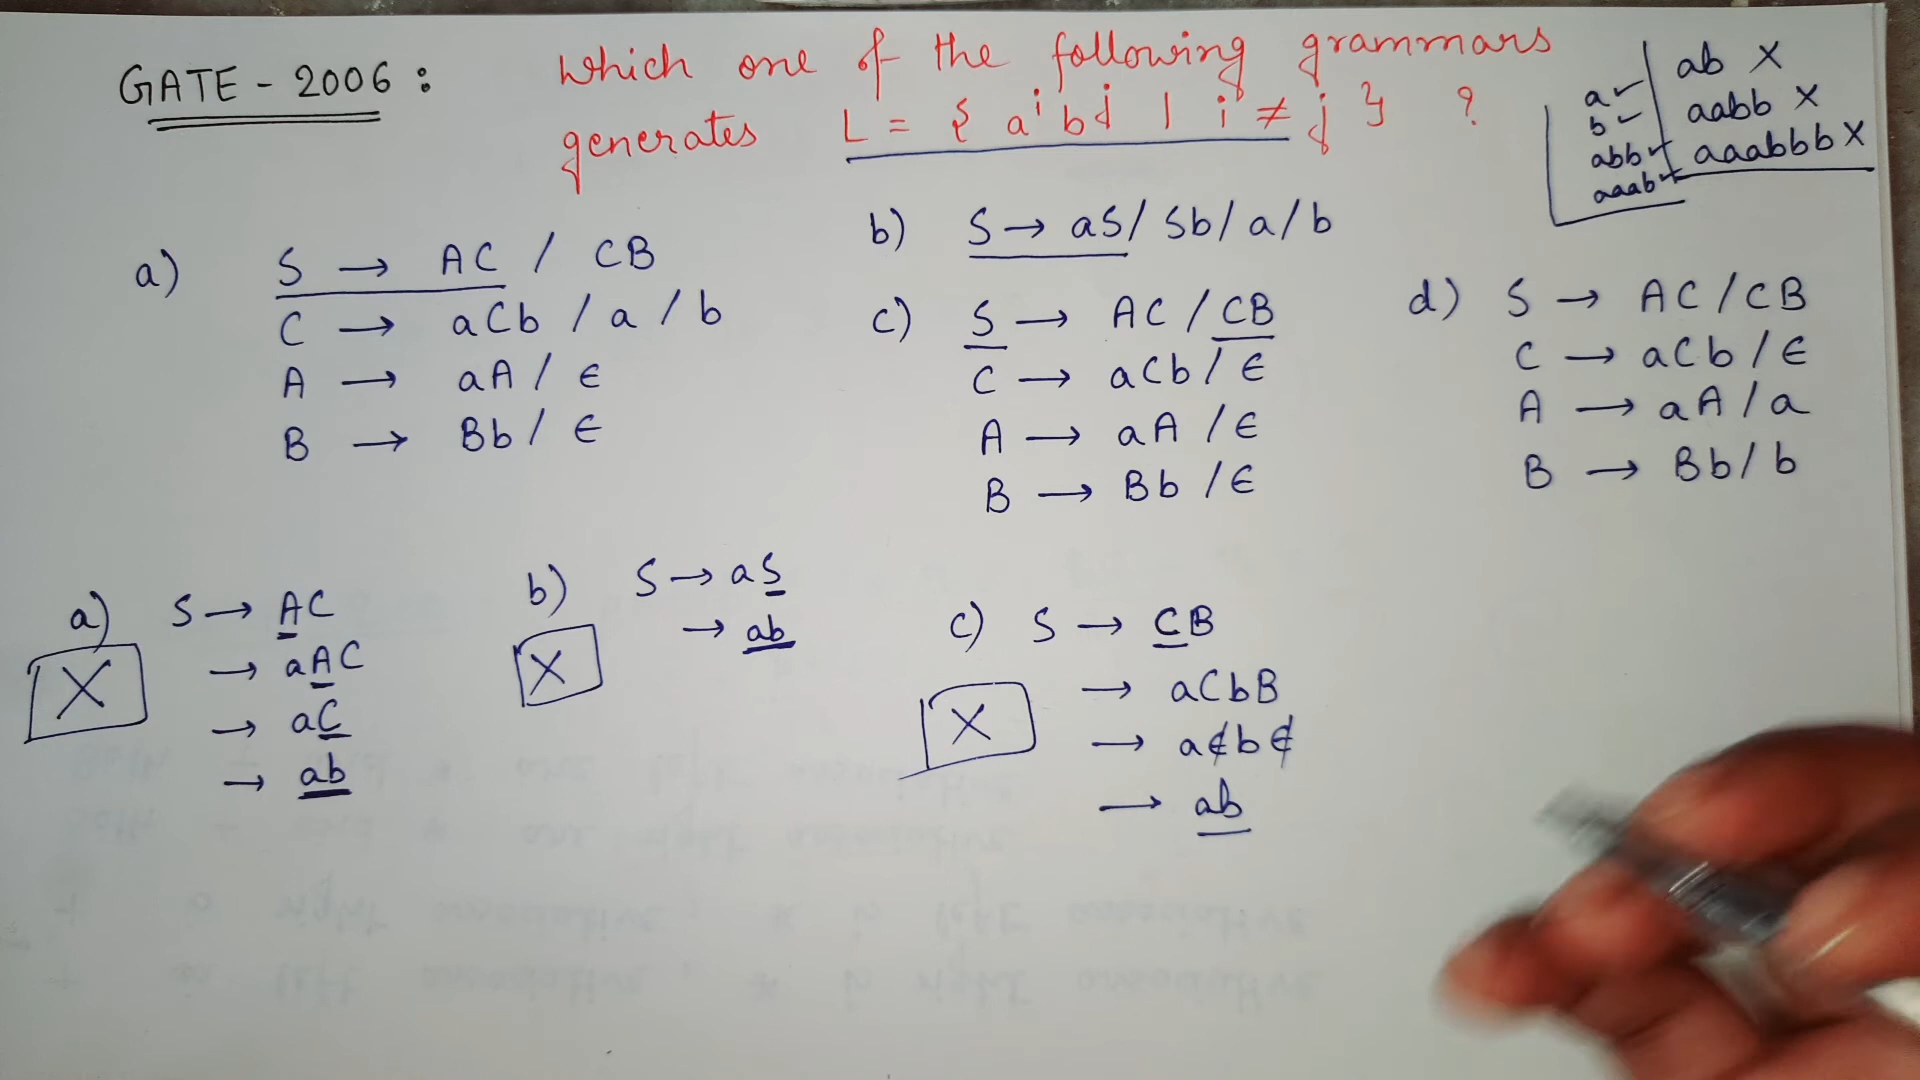 GATE - 2006 :
Which one of the following grammars
generates L = { a^i b^j | i ≠ j } ?
a ✓
b ✓
abb ✓
aaab ✓
ab X
aabb X
aaabbb X
a) S → AC / CB
C → aCb / a / b
A → aA / ϵ
B → Bb / ϵ
b) S → aS / Sb / a / b
c) S → AC / CB
C → aCb / ϵ
A → aA / ϵ
B → Bb / ϵ
d) S → AC / CB
C → aCb / ϵ
A → aA / a
B → Bb / b
a) S → AC
→ aAC
→ aC
→ ab
X
b) S → aS
→ ab
X
c) S → CB
→ aCbB
→ aϵbϵ
→ ab
X